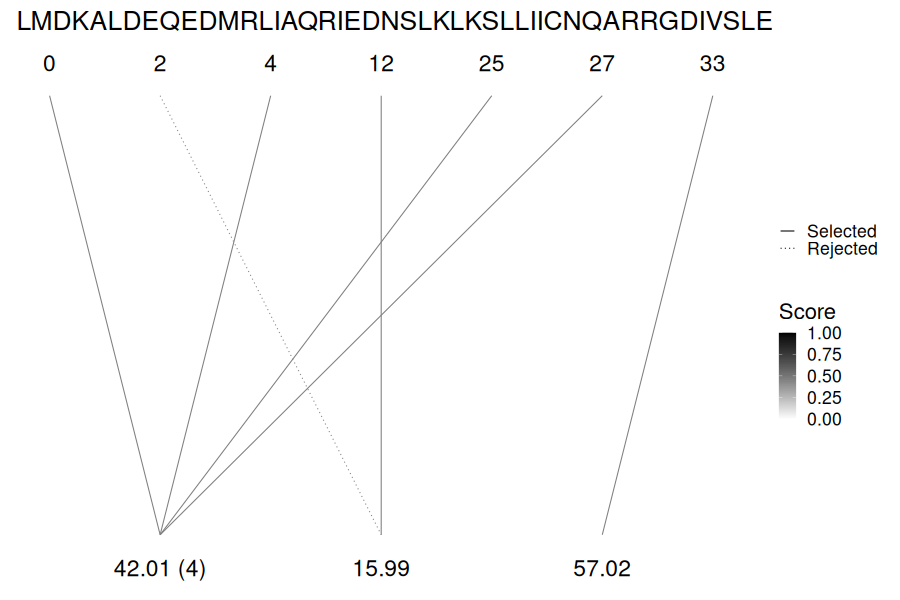 LMDKALDEQEDMRLIAQRIEDNSLKLKSLLIICNQARRGDIVSLE
0 2 4 12 25 27 33
Selected
Rejected
Score
1.00
0.75
0.50
0.25
0.00
42.01 (4) 15.99 57.02